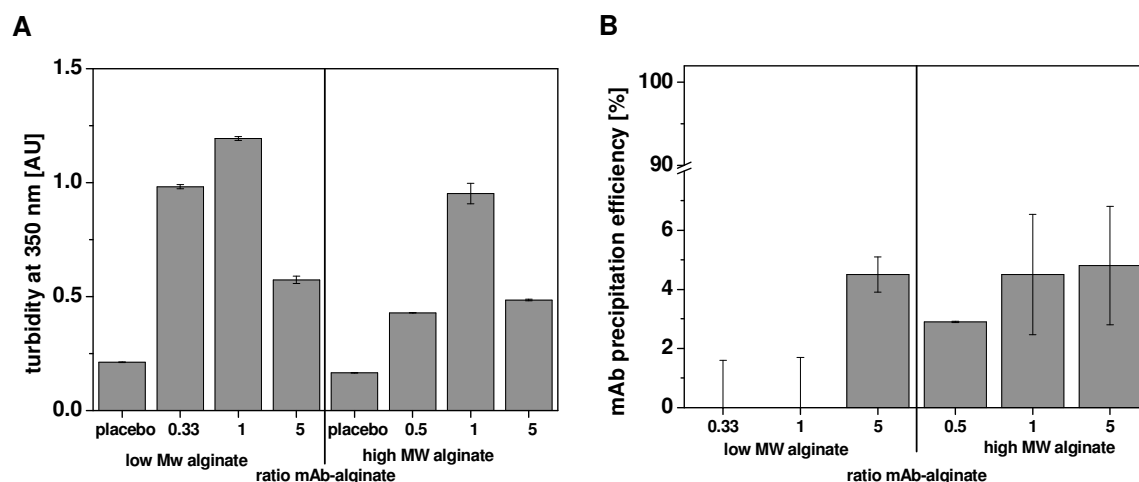 A
turbidity at 350 nm [AU]
1.5
1.0
0.5
0.0
placebo 0.33 1 5 placebo 0.5 1 5
low Mw alginate high MW alginate
ratio mAb-alginate
B
mAb precipitation efficiency [%]
100
90
6
4
2
0
0.33 1 5 0.5 1 5
low MW alginate high MW alginate
ratio mAb-alginate